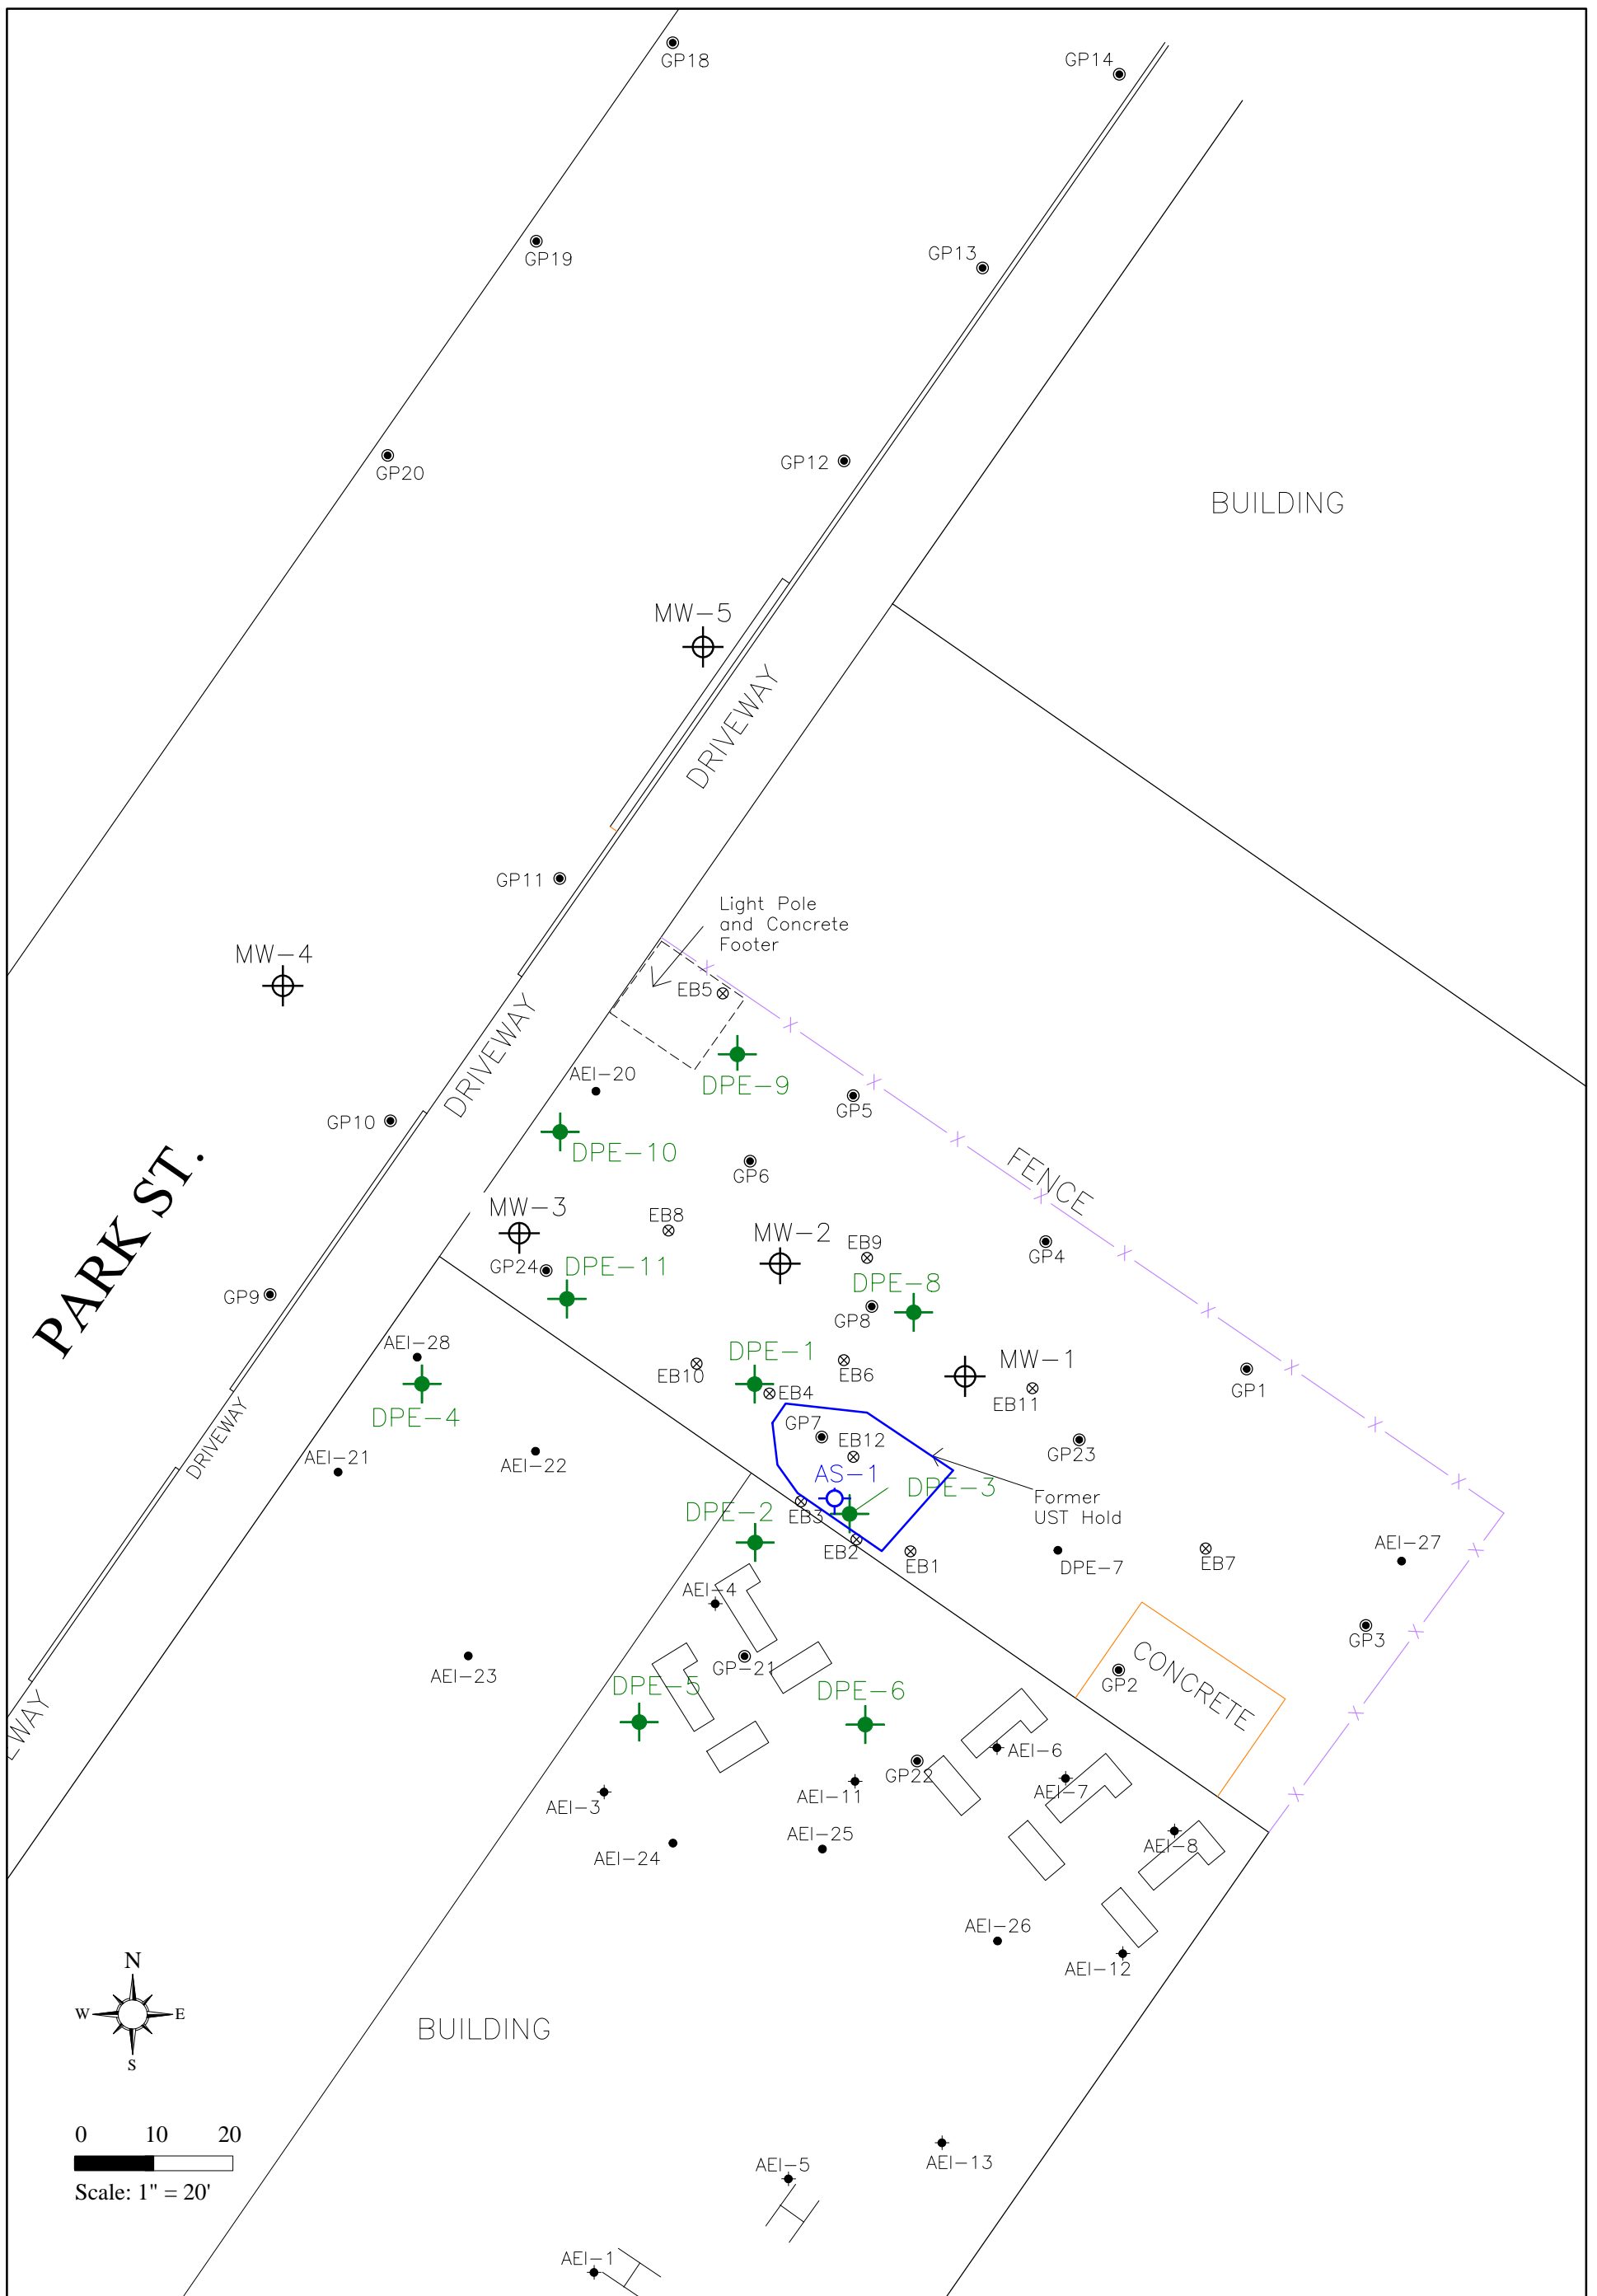 GP18
GP14
GP19
GP13
GP20
GP12
BUILDING
MW-5
DRIVEWAY
GP11
Light Pole
and Concrete
Footer
MW-4
EB5
DRIVEWAY
AEI-20
DPE-9
GP5
GP10
DPE-10
GP6
FENCE
PARK ST.
MW-3
EB8
MW-2
EB9
GP4
GP24
DPE-11
DPE-8
GP9
GP8
AEI-28
DPE-1
MW-1
EB10
EB6
EB4
EB11
GP1
DPE-4
GP7
DRIVEWAY
AEI-21
AEI-22
EB12
GP23
AS-1
DPE-3
Former
UST Hold
DPE-2
EB3
EB2
EB1
DPE-7
EB7
AEI-27
AEI-4
GP3
AEI-23
GP-21
GP2
CONCRETE
DPE-5
DPE-6
EWAY
AEI-6
GP22
AEI-7
AEI-3
AEI-11
AEI-25
AEI-8
AEI-24
AEI-26
AEI-12
N
W
E
S
BUILDING
0 10 20
Scale: 1" = 20'
AEI-13
AEI-5
AEI-1